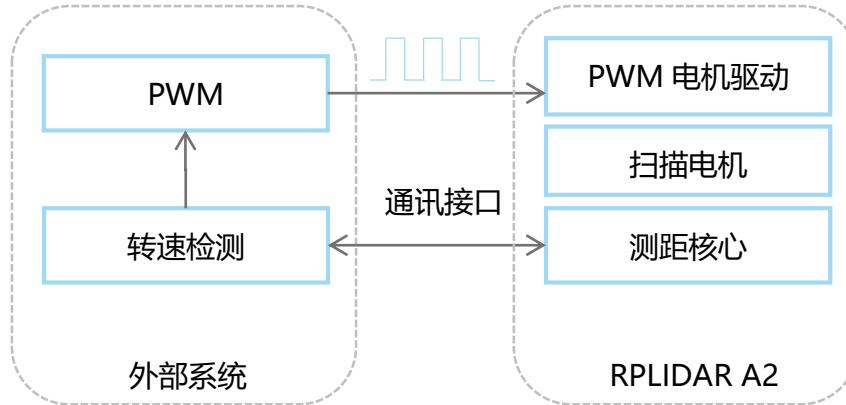 PWM
PWM 电机驱动
扫描电机
通讯接口
转速检测
测距核心
外部系统
RPLIDAR A2